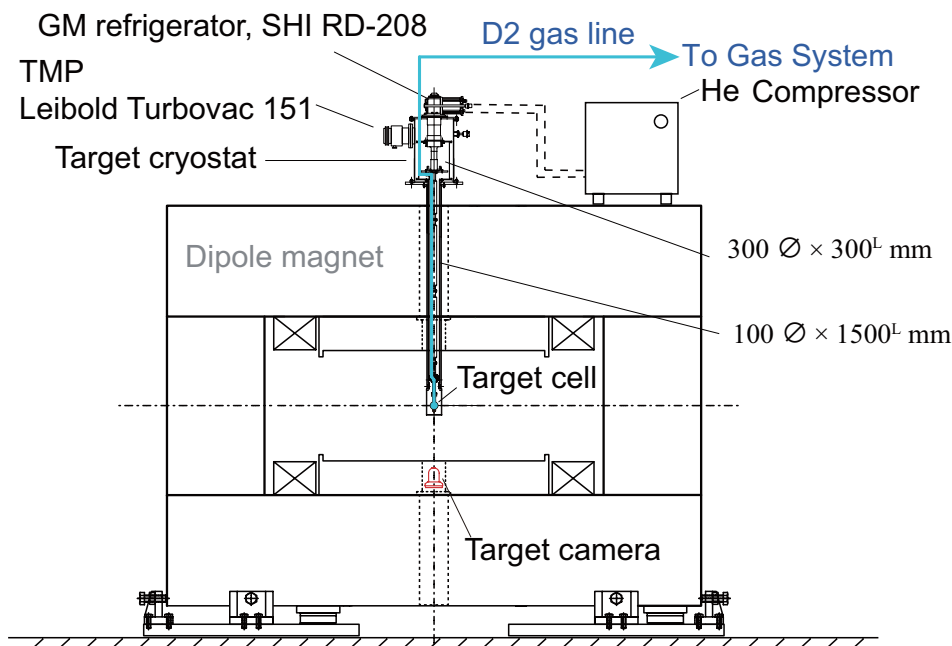 GM refrigerator, SHI RD-208
D2 gas line
To Gas System
TMP
Leibold Turbovac 151
He Compressor
Target cryostat
Dipole magnet
300 ∅ × 300ᴸ mm
100 ∅ × 1500ᴸ mm
Target cell
Target camera